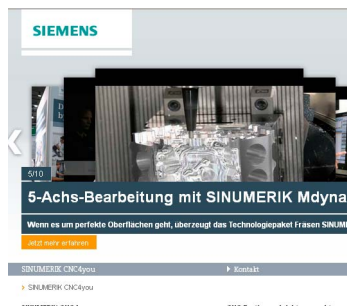 SIEMENS
5/10
5-Achs-Bearbeitung mit SINUMERIK Mdyna
Wenn es um perfekte Oberflächen geht, überzeugt das Technologiepaket Fräsen SINUM
Jetzt mehr erfahren
SINUMERIK CNC4you
Kontakt
SINUMERIK CNC4you